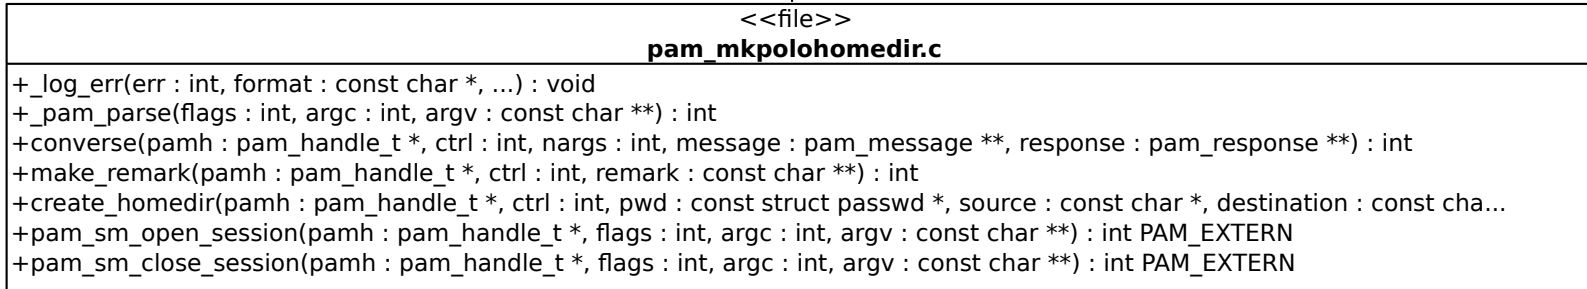 <<file>>
pam_mkpolohomedir.c
+_log_err(err : int, format : const char *, ...) : void
+_pam_parse(flags : int, argc : int, argv : const char **) : int
+converse(pamh : pam_handle_t *, ctrl : int, nargs : int, message : pam_message **, response : pam_response **) : int
+make_remark(pamh : pam_handle_t *, ctrl : int, remark : const char **) : int
+create_homedir(pamh : pam_handle_t *, ctrl : int, pwd : const struct passwd *, source : const char *, destination : const cha...
+pam_sm_open_session(pamh : pam_handle_t *, flags : int, argc : int, argv : const char **) : int PAM_EXTERN
+pam_sm_close_session(pamh : pam_handle_t *, flags : int, argc : int, argv : const char **) : int PAM_EXTERN